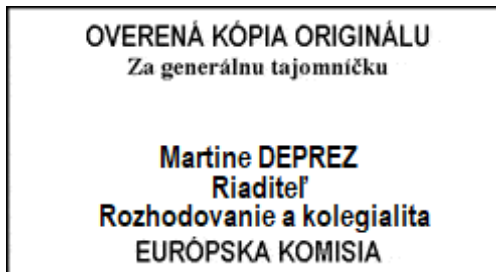 OVERENÁ KÓPIA ORIGINÁLU
Za generálnu tajomníčku
Martine DEPREZ
Riaditeľ
Rozhodovanie a kolegialita
EURÓPSKA KOMISIA